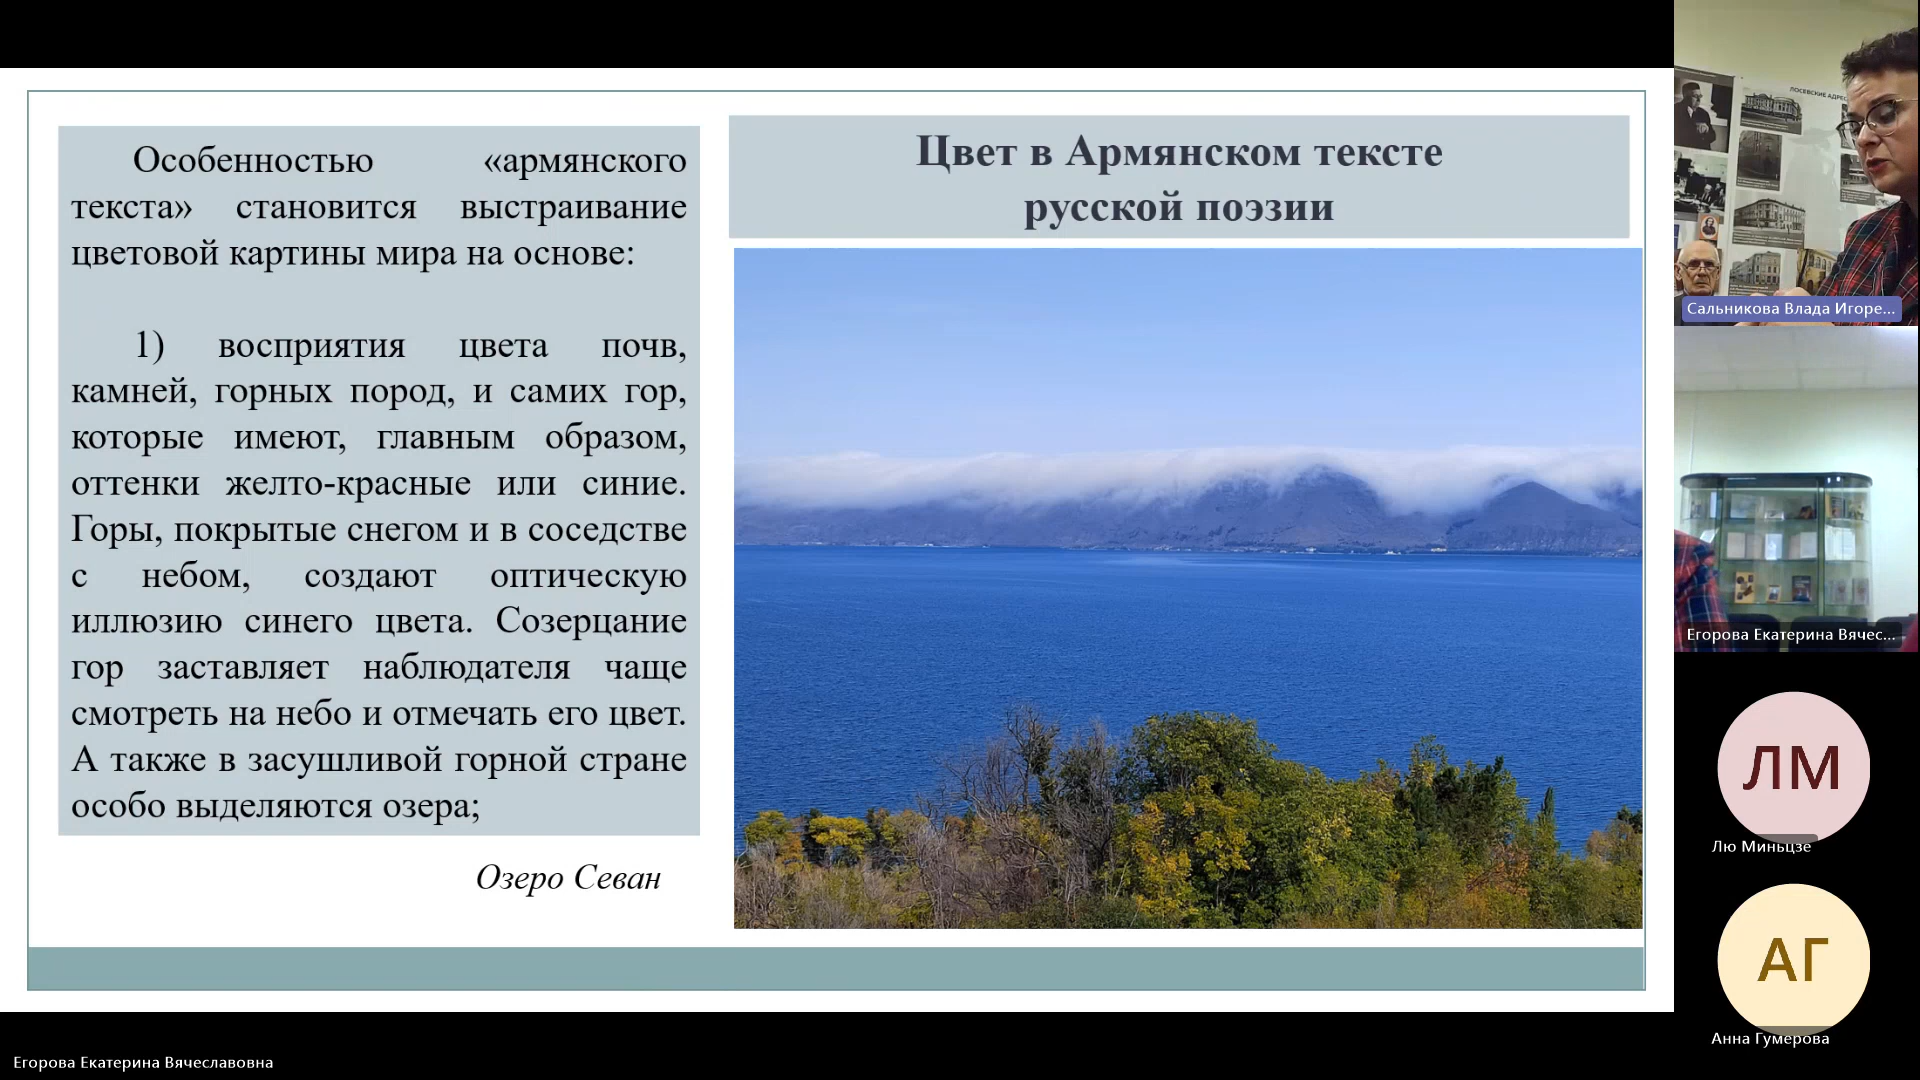 Особенностью «армянского
текста» становится выстраивание
цветовой картины мира на основе:
1) восприятия цвета почв,
камней, горных пород, и самих гор,
которые имеют, главным образом,
оттенки желто-красные или синие.
Горы, покрытые снегом и в соседстве
с небом, создают оптическую
иллюзию синего цвета. Созерцание
гор заставляет наблюдателя чаще
смотреть на небо и отмечать его цвет.
А также в засушливой горной стране
особо выделяются озера;
Озеро Севан
Цвет в Армянском тексте
русской поэзии
ЛОСЕВСКИЕ АДРЕС
Сальникова Влада Игоре...
Егорова Екатерина Вячес...
ЛМ
Лю Миньцзе
АГ
Анна Гумерова
Егорова Екатерина Вячеславовна